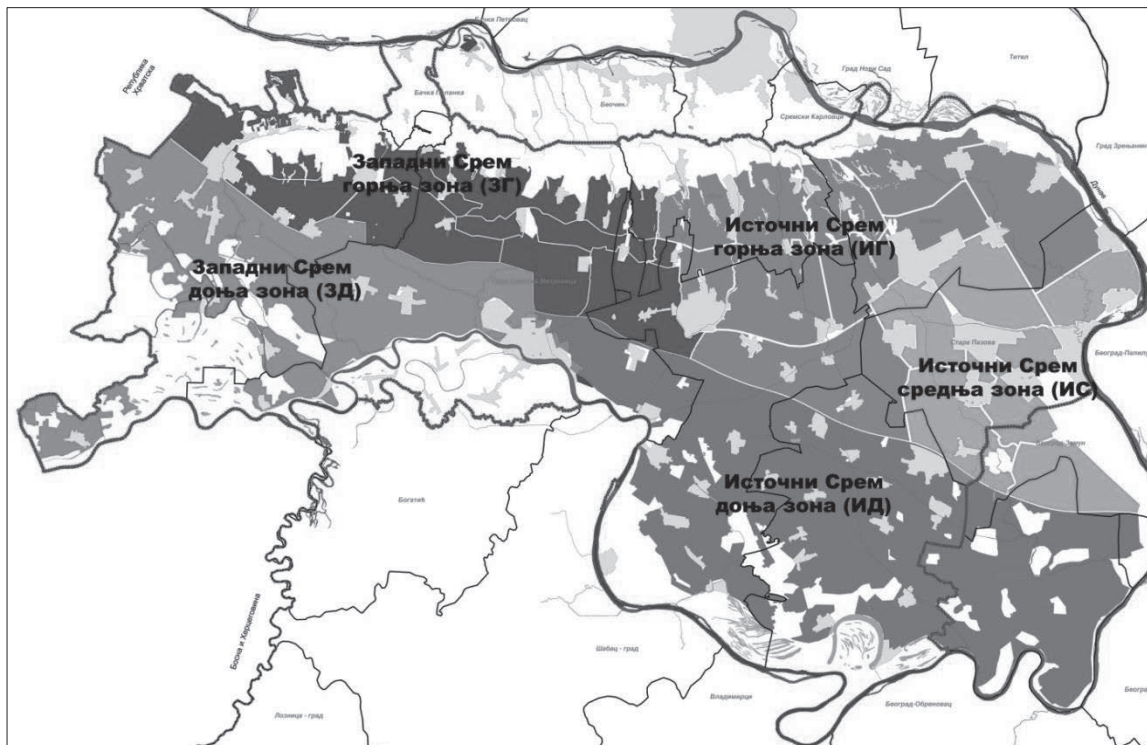 Бачки Петровац
Тител
Град Нови Сад
Република
Хрватска
Бачка Паланка
Беочин
Сремски Карловци
Град Зрењанин
Дунав
Западни Срем
горња зона (ЗГ)
Источни Срем
горња зона (ИГ)
Западни Срем
доња зона (ЗД)
Стара Пазова
Источни Срем
средња зона (ИС)
Источни Срем
доња зона (ИД)
Богатић
Босна и Херцеговина
Шабац - град
Владимирци
Београд-Обреновац
Лозница - град